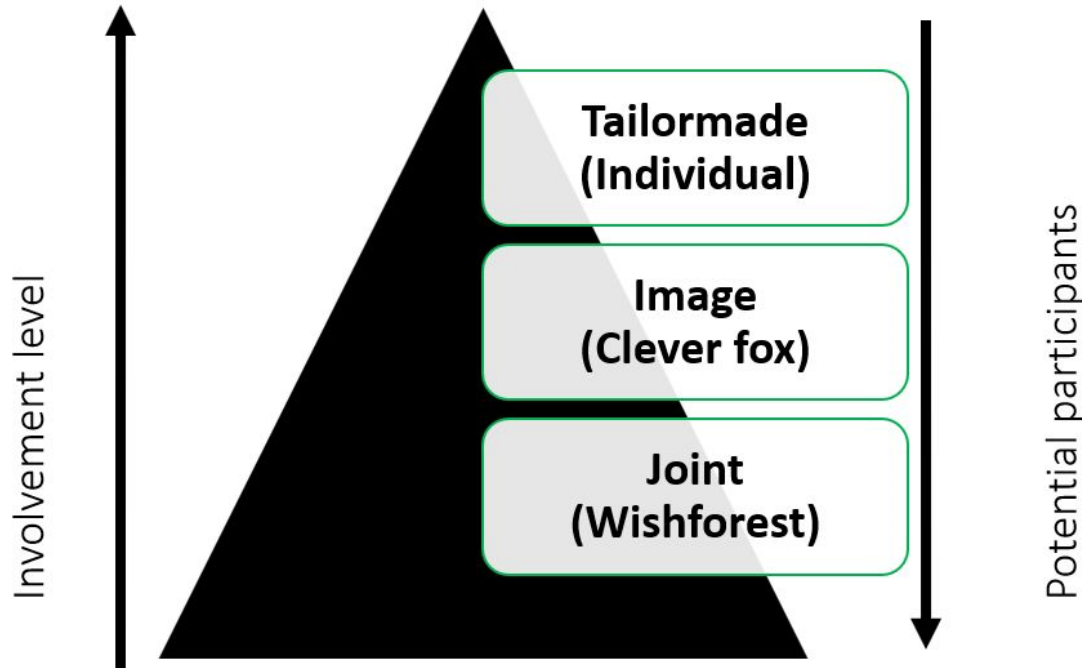 Involvement level
Tailormade
(Individual)
Image
(Clever fox)
Joint
(Wishforest)
Potential participants